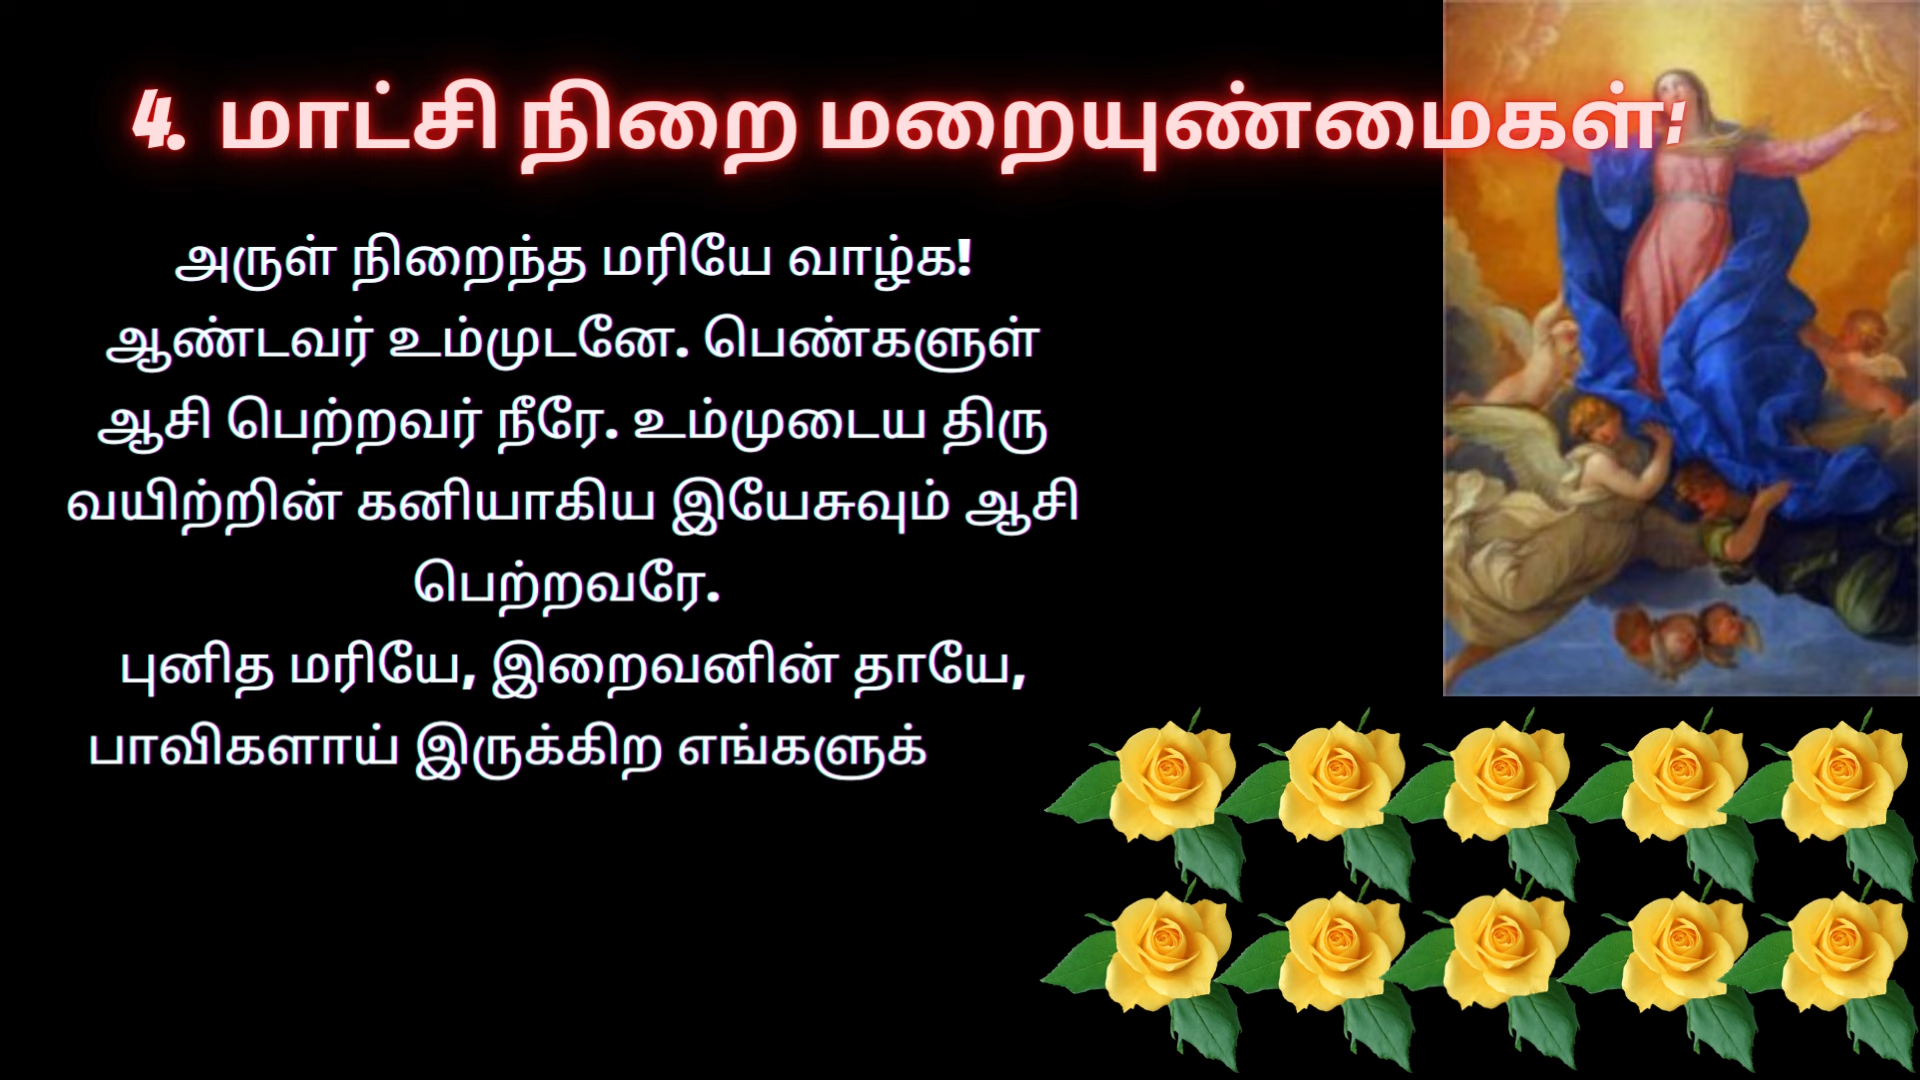 4. மாட்சி நிறை மறையுண்மைகள்:
அருள் நிறைந்த மரியே வாழ்க!
ஆண்டவர் உம்முடனே. பெண்களுள்
ஆசி பெற்றவர் நீரே. உம்முடைய திரு
வயிற்றின் கனியாகிய இயேசுவும் ஆசி
பெற்றவரே.
புனித மரியே, இறைவனின் தாயே,
பாவிகளாய் இருக்கிற எங்களுக்